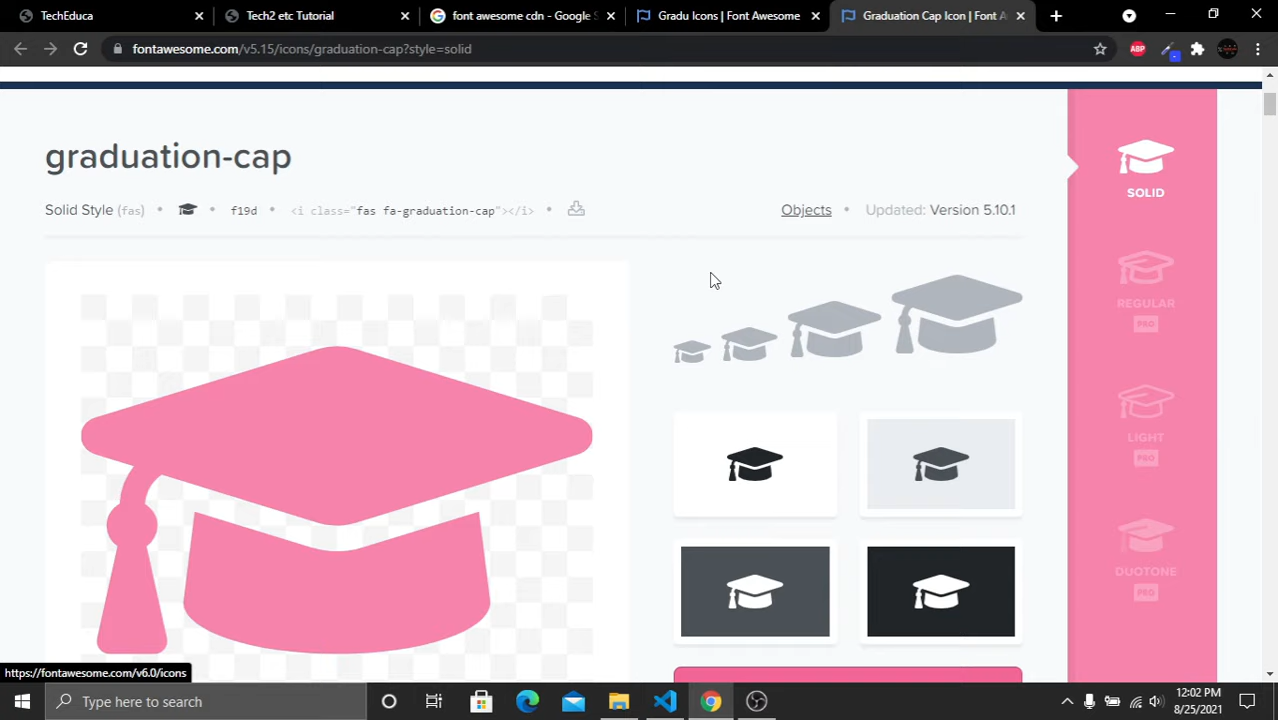 TechEduca
Tech2 etc Tutorial
font awesome cdn - Google S
Gradu Icons | Font Awesome
Graduation Cap Icon | Font A
fontawesome.com/v5.15/icons/graduation-cap?style=solid
ABP
graduation-cap
Solid Style (fas) • • f19d • <i class="fas fa-graduation-cap"></i> •
Objects • Updated: Version 5.10.1
SOLID
REGULAR
PRO
LIGHT
PRO
DUOTONE
PRO
https://fontawesome.com/v6.0/icons
Type here to search
12:02 PM
8/25/2021